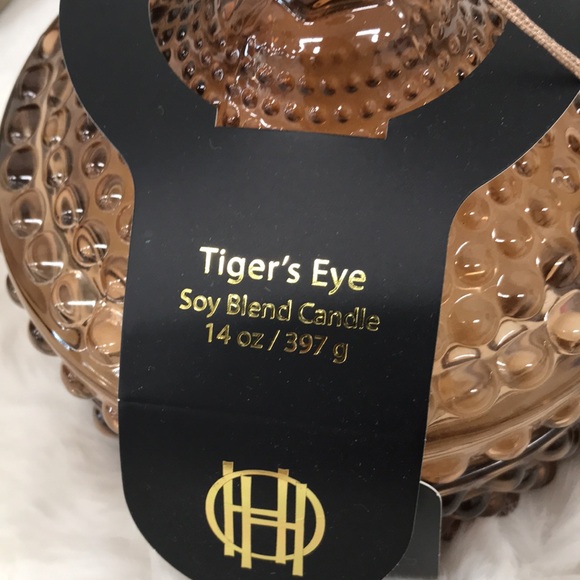 Tiger's Eye
Soy Blend Candle
14 oz / 397 g